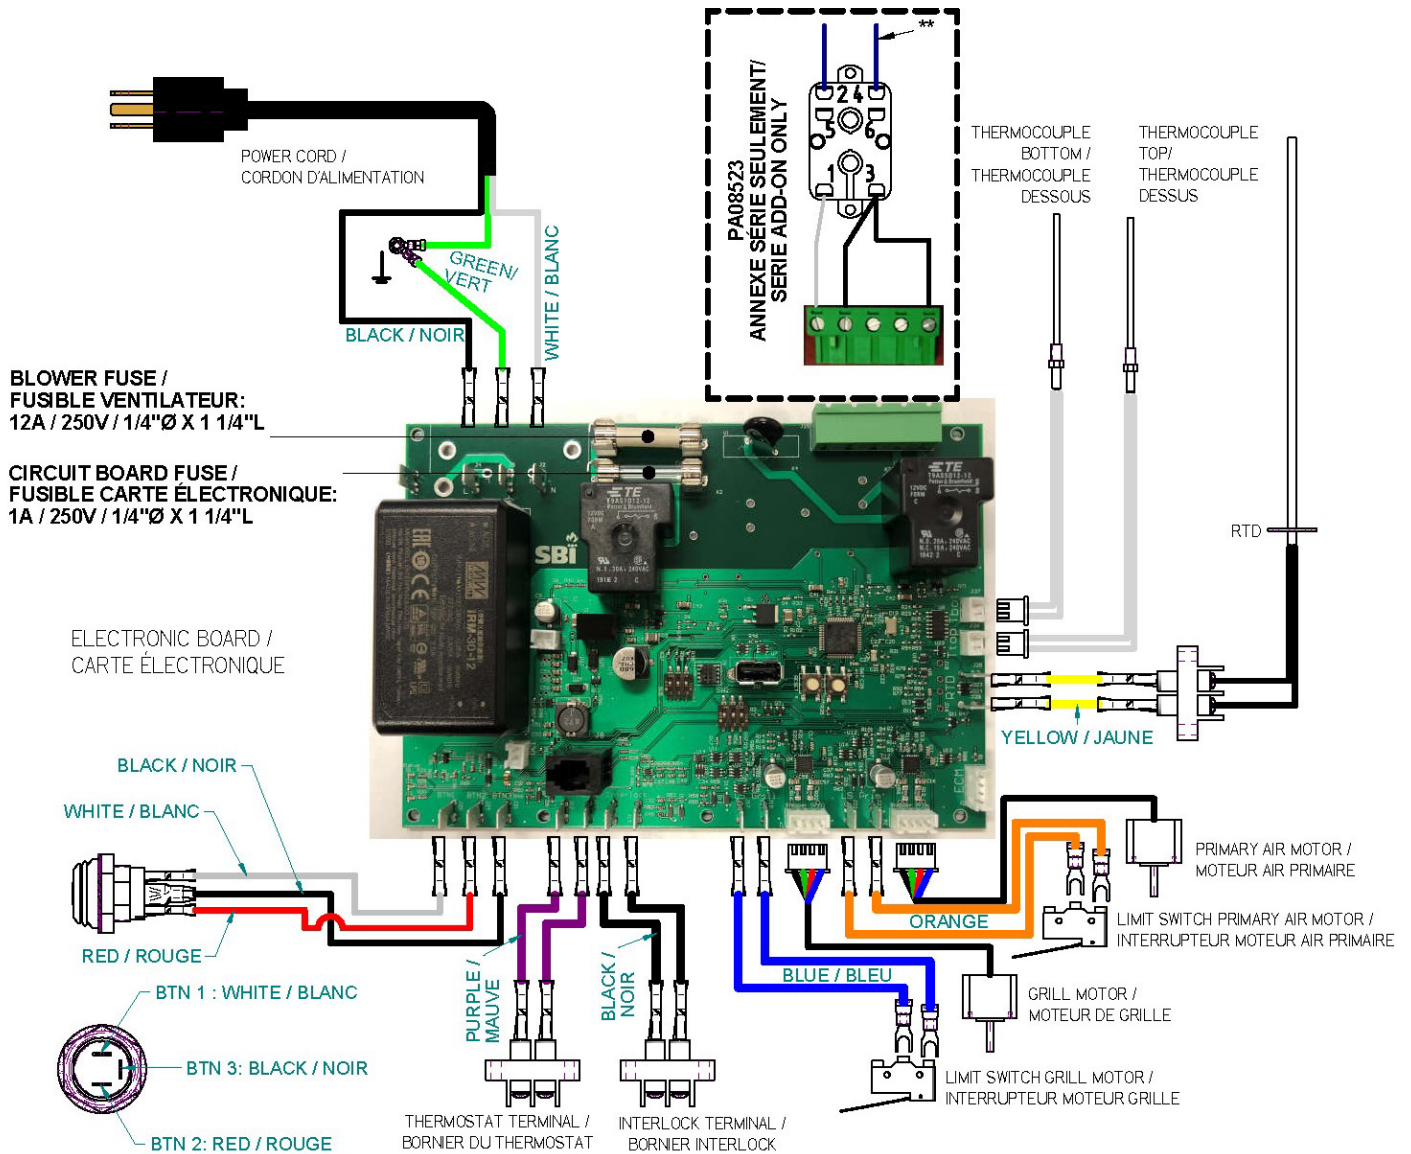 **
2 4
5 6
1 3
PA08523
ANNEXE SÉRIE SEULEMENT/
SERIE ADD-ON ONLY
POWER CORD /
CORDON D'ALIMENTATION
THERMOCOUPLE
BOTTOM /
THERMOCOUPLE
DESSOUS
THERMOCOUPLE
TOP/
THERMOCOUPLE
DESSUS
GREEN/
VERT
WHITE / BLANC
BLACK / NOIR
BLOWER FUSE /
FUSIBLE VENTILATEUR:
12A / 250V / 1/4"Ø X 1 1/4"L
CIRCUIT BOARD FUSE /
FUSIBLE CARTE ÉLECTRONIQUE:
1A / 250V / 1/4"Ø X 1 1/4"L
RTD
TE
TE
SBI
IRM-30-12
ELECTRONIC BOARD /
CARTE ÉLECTRONIQUE
YELLOW / JAUNE
ECM
BLACK / NOIR
WHITE / BLANC
RED / ROUGE
PRIMARY AIR MOTOR /
MOTEUR AIR PRIMAIRE
ORANGE
LIMIT SWITCH PRIMARY AIR MOTOR /
INTERRUPTEUR MOTEUR AIR PRIMAIRE
PURPLE /
MAUVE
BLACK /
NOIR
BLUE / BLEU
GRILL MOTOR /
MOTEUR DE GRILLE
BTN 1 : WHITE / BLANC
BTN 3: BLACK / NOIR
BTN 2: RED / ROUGE
LIMIT SWITCH GRILL MOTOR /
INTERRUPTEUR MOTEUR GRILLE
THERMOSTAT TERMINAL /
BORNIER DU THERMOSTAT
INTERLOCK TERMINAL /
BORNIER INTERLOCK